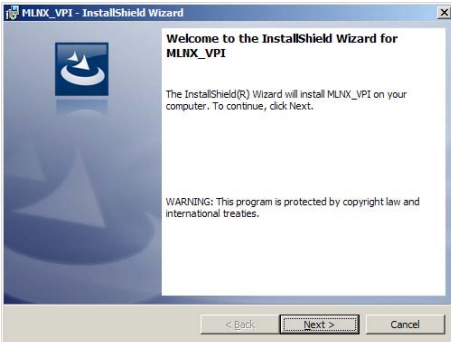 MLNX_VPI - InstallShield Wizard
Welcome to the InstallShield Wizard for
MLNX_VPI
The InstallShield(R) Wizard will install MLNX_VPI on your
computer. To continue, click Next.
WARNING: This program is protected by copyright law and
international treaties.
< Back
Next >
Cancel